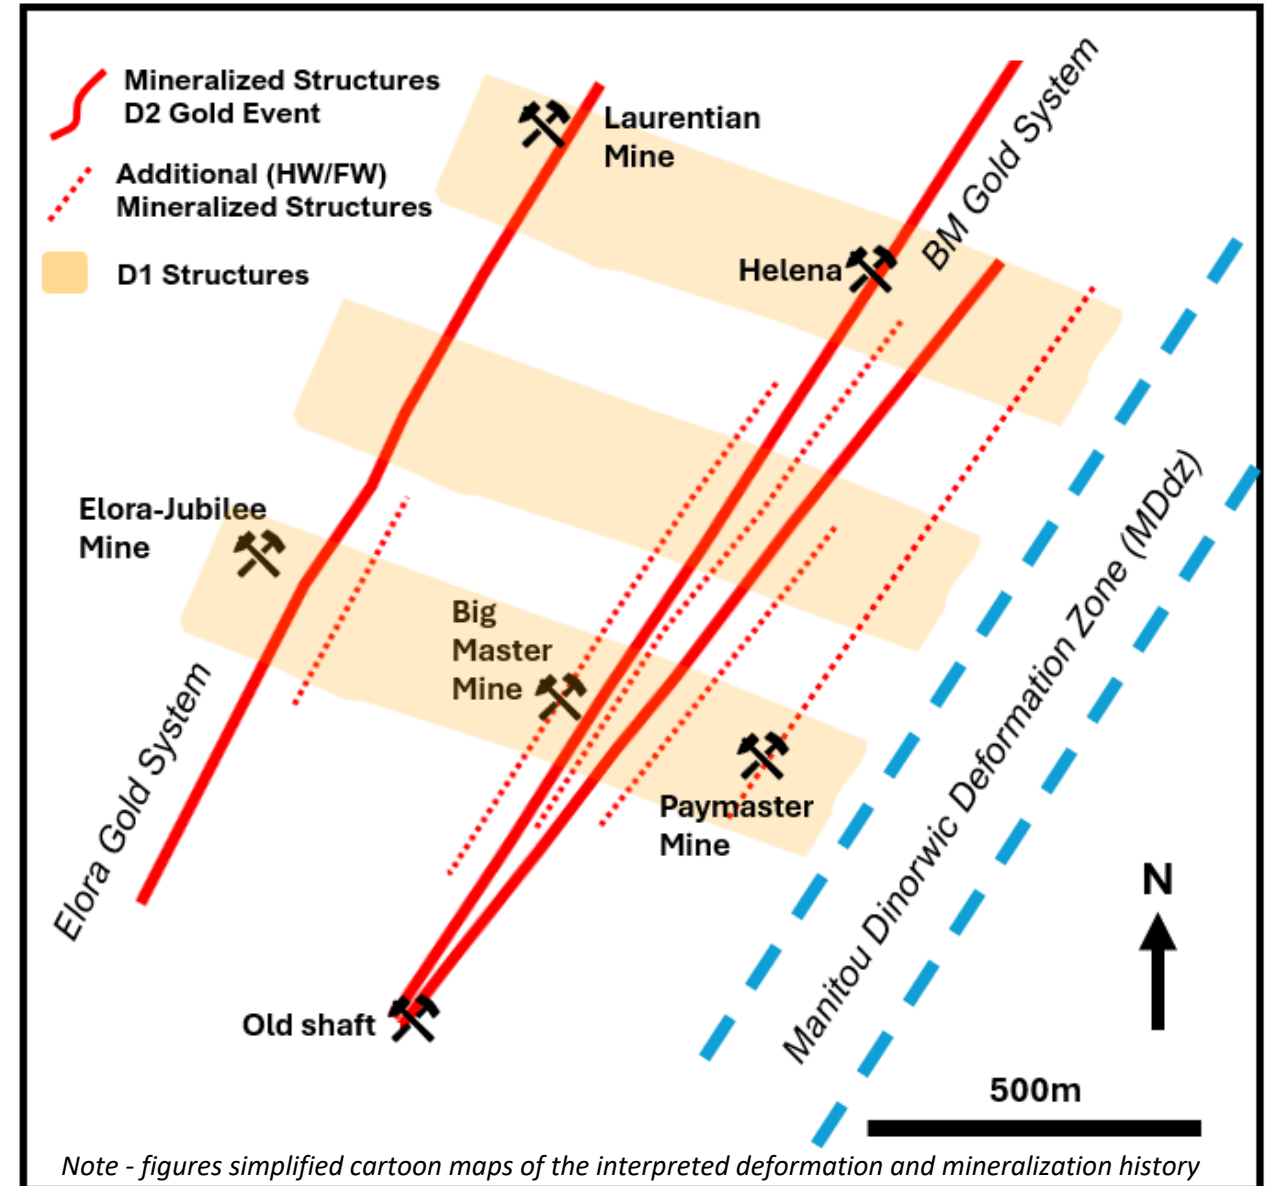 Mineralized Structures
D2 Gold Event
Additional (HW/FW)
Mineralized Structures
D1 Structures
Laurentian
Mine
Helena
BM Gold System
Elora-Jubilee
Mine
Big
Master
Mine
Paymaster
Mine
Elora Gold System
Manitou Dinorwic Deformation Zone (MDdz)
Old shaft
N
500m
Note - figures simplified cartoon maps of the interpreted deformation and mineralization history